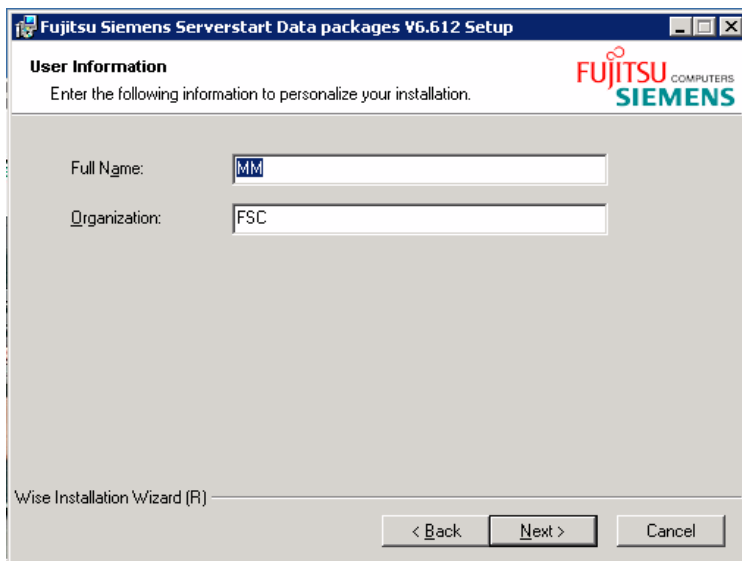 Fujitsu Siemens Serverstart Data packages V6.612 Setup
User Information
Enter the following information to personalize your installation.
FUJITSU COMPUTERS
SIEMENS
Full Name:
MM
Organization:
FSC
Wise Installation Wizard (R)
< Back Next > Cancel